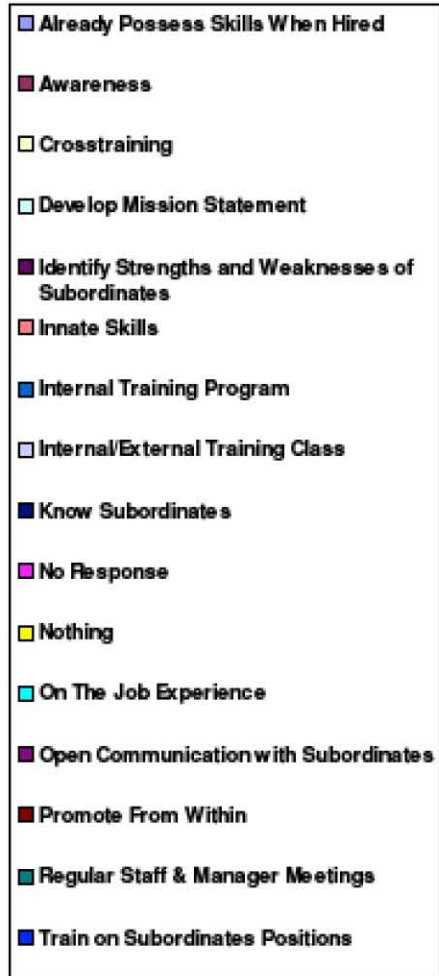 Already Possess Skills When Hired
Awareness
Crosstraining
Develop Mission Statement
Identify Strengths and Weaknesses of
Subordinates
Innate Skills
Internal Training Program
Internal/External Training Class
Know Subordinates
No Response
Nothing
On The Job Experience
Open Communication with Subordinates
Promote From Within
Regular Staff & Manager Meetings
Train on Subordinates Positions